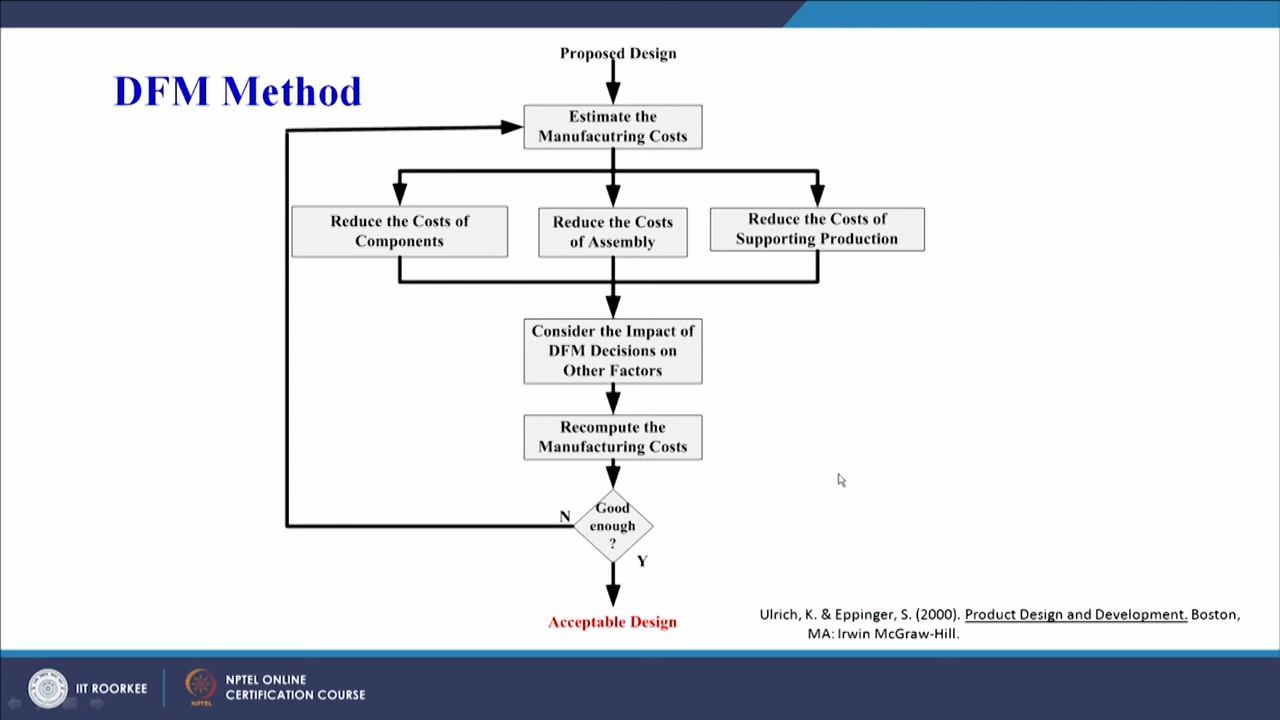 DFM Method
Proposed Design
Estimate the
Manufacutring Costs
Reduce the Costs of
Components
Reduce the Costs
of Assembly
Reduce the Costs of
Supporting Production
Consider the Impact of
DFM Decisions on
Other Factors
Recompute the
Manufacturing Costs
Good
enough
?
N
Y
Acceptable Design
Ulrich, K. & Eppinger, S. (2000). Product Design and Development. Boston,
MA: Irwin McGraw-Hill.
IIT ROORKEE
NPTEL
NPTEL ONLINE
CERTIFICATION COURSE